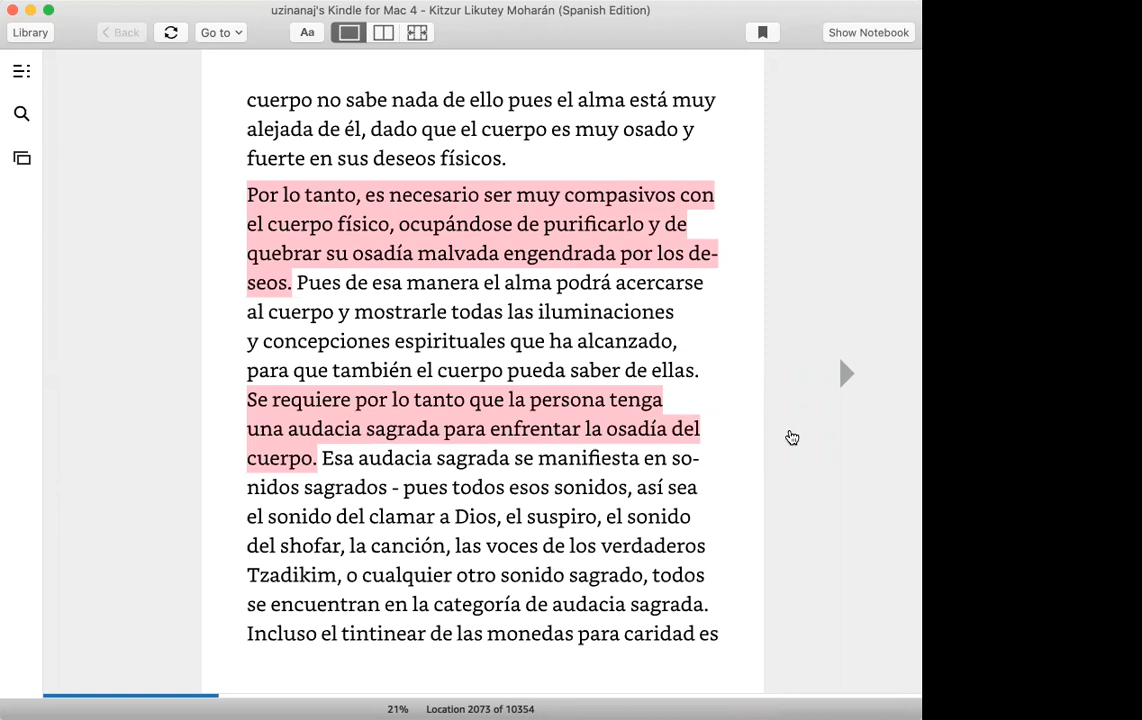 uzinanaj's Kindle for Mac 4 - Kitzur Likutey Moharán (Spanish Edition)
Library
Back
Go to
Aa
Show Notebook
cuerpo no sabe nada de ello pues el alma está muy
alejada de él, dado que el cuerpo es muy osado y
fuerte en sus deseos físicos.
Por lo tanto, es necesario ser muy compasivos con
el cuerpo físico, ocupándose de purificarlo y de
quebrar su osadía malvada engendrada por los de-
seos. Pues de esa manera el alma podrá acercarse
al cuerpo y mostrarle todas las iluminaciones
y concepciones espirituales que ha alcanzado,
para que también el cuerpo pueda saber de ellas.
Se requiere por lo tanto que la persona tenga
una audacia sagrada para enfrentar la osadía del
cuerpo. Esa audacia sagrada se manifiesta en so-
nidos sagrados - pues todos esos sonidos, así sea
el sonido del clamar a Dios, el suspiro, el sonido
del shofar, la canción, las voces de los verdaderos
Tzadikim, o cualquier otro sonido sagrado, todos
se encuentran en la categoría de audacia sagrada.
Incluso el tintinear de las monedas para caridad es
21% Location 2073 of 10354